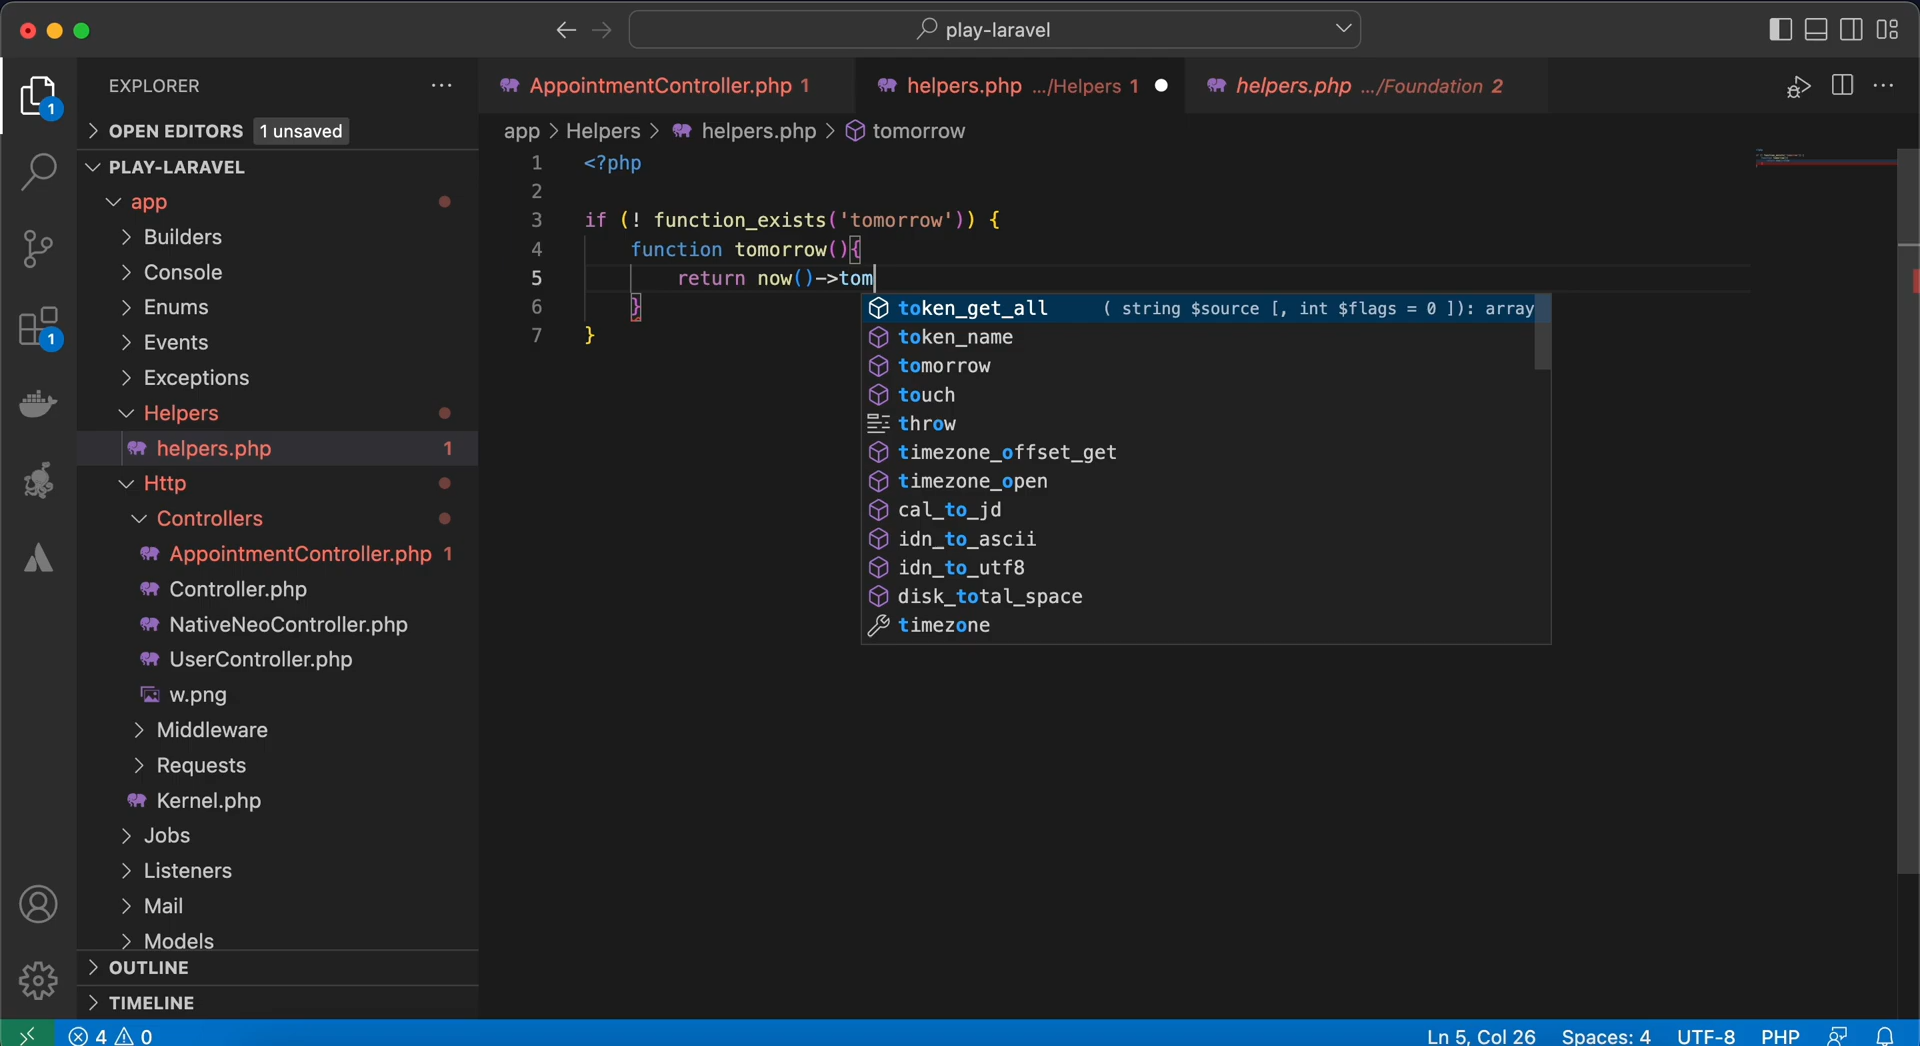 play-laravel
EXPLORER
AppointmentController.php 1
helpers.php .../Helpers 1
helpers.php .../Foundation 2
OPEN EDITORS 1 unsaved
PLAY-LARAVEL
app
Builders
Console
Enums
Events
Exceptions
Helpers
helpers.php 1
Http
Controllers
AppointmentController.php 1
Controller.php
NativeNeoController.php
UserController.php
w.png
Middleware
Requests
Kernel.php
Jobs
Listeners
Mail
Models
OUTLINE
TIMELINE
1
1
app > Helpers > helpers.php > tomorrow
1 <?php
2
3 if (! function_exists('tomorrow')) {
4 function tomorrow(){
5 return now()->tom
6 }
7 }
token_get_all ( string $source [, int $flags = 0 ]): array
token_name
tomorrow
touch
throw
timezone_offset_get
timezone_open
cal_to_jd
idn_to_ascii
idn_to_utf8
disk_total_space
timezone
4 0
Ln 5, Col 26 Spaces: 4 UTF-8 PHP